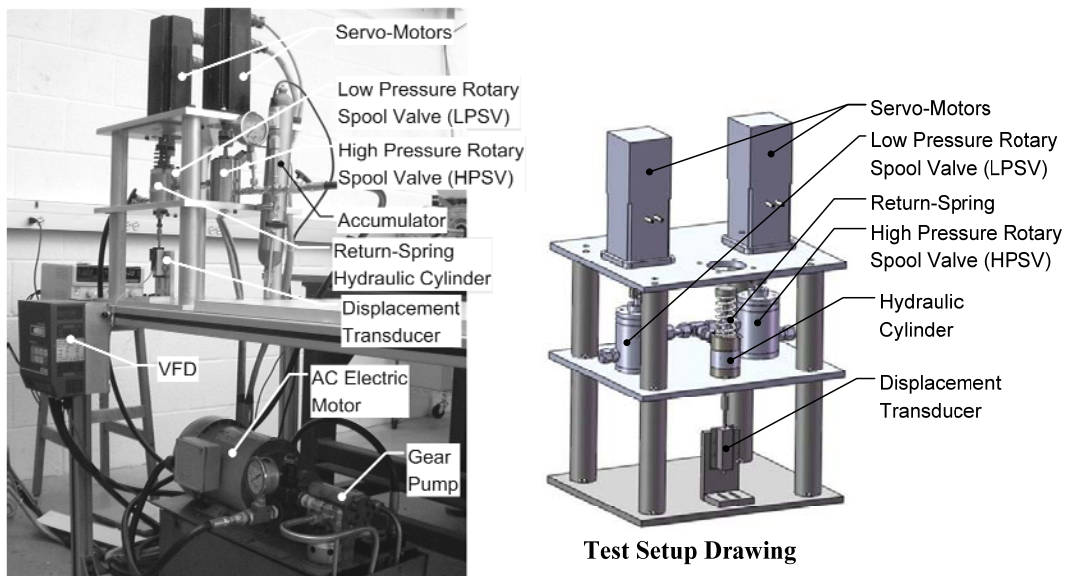 Servo-Motors
Low Pressure Rotary
Spool Valve (LPSV)
High Pressure Rotary
Spool Valve (HPSV)
Accumulator
Return-Spring
Hydraulic Cylinder
Displacement
Transducer
VFD
AC Electric
Motor
Gear
Pump
Servo-Motors
Low Pressure Rotary
Spool Valve (LPSV)
Return-Spring
High Pressure Rotary
Spool Valve (HPSV)
Hydraulic
Cylinder
Displacement
Transducer
Test Setup Drawing